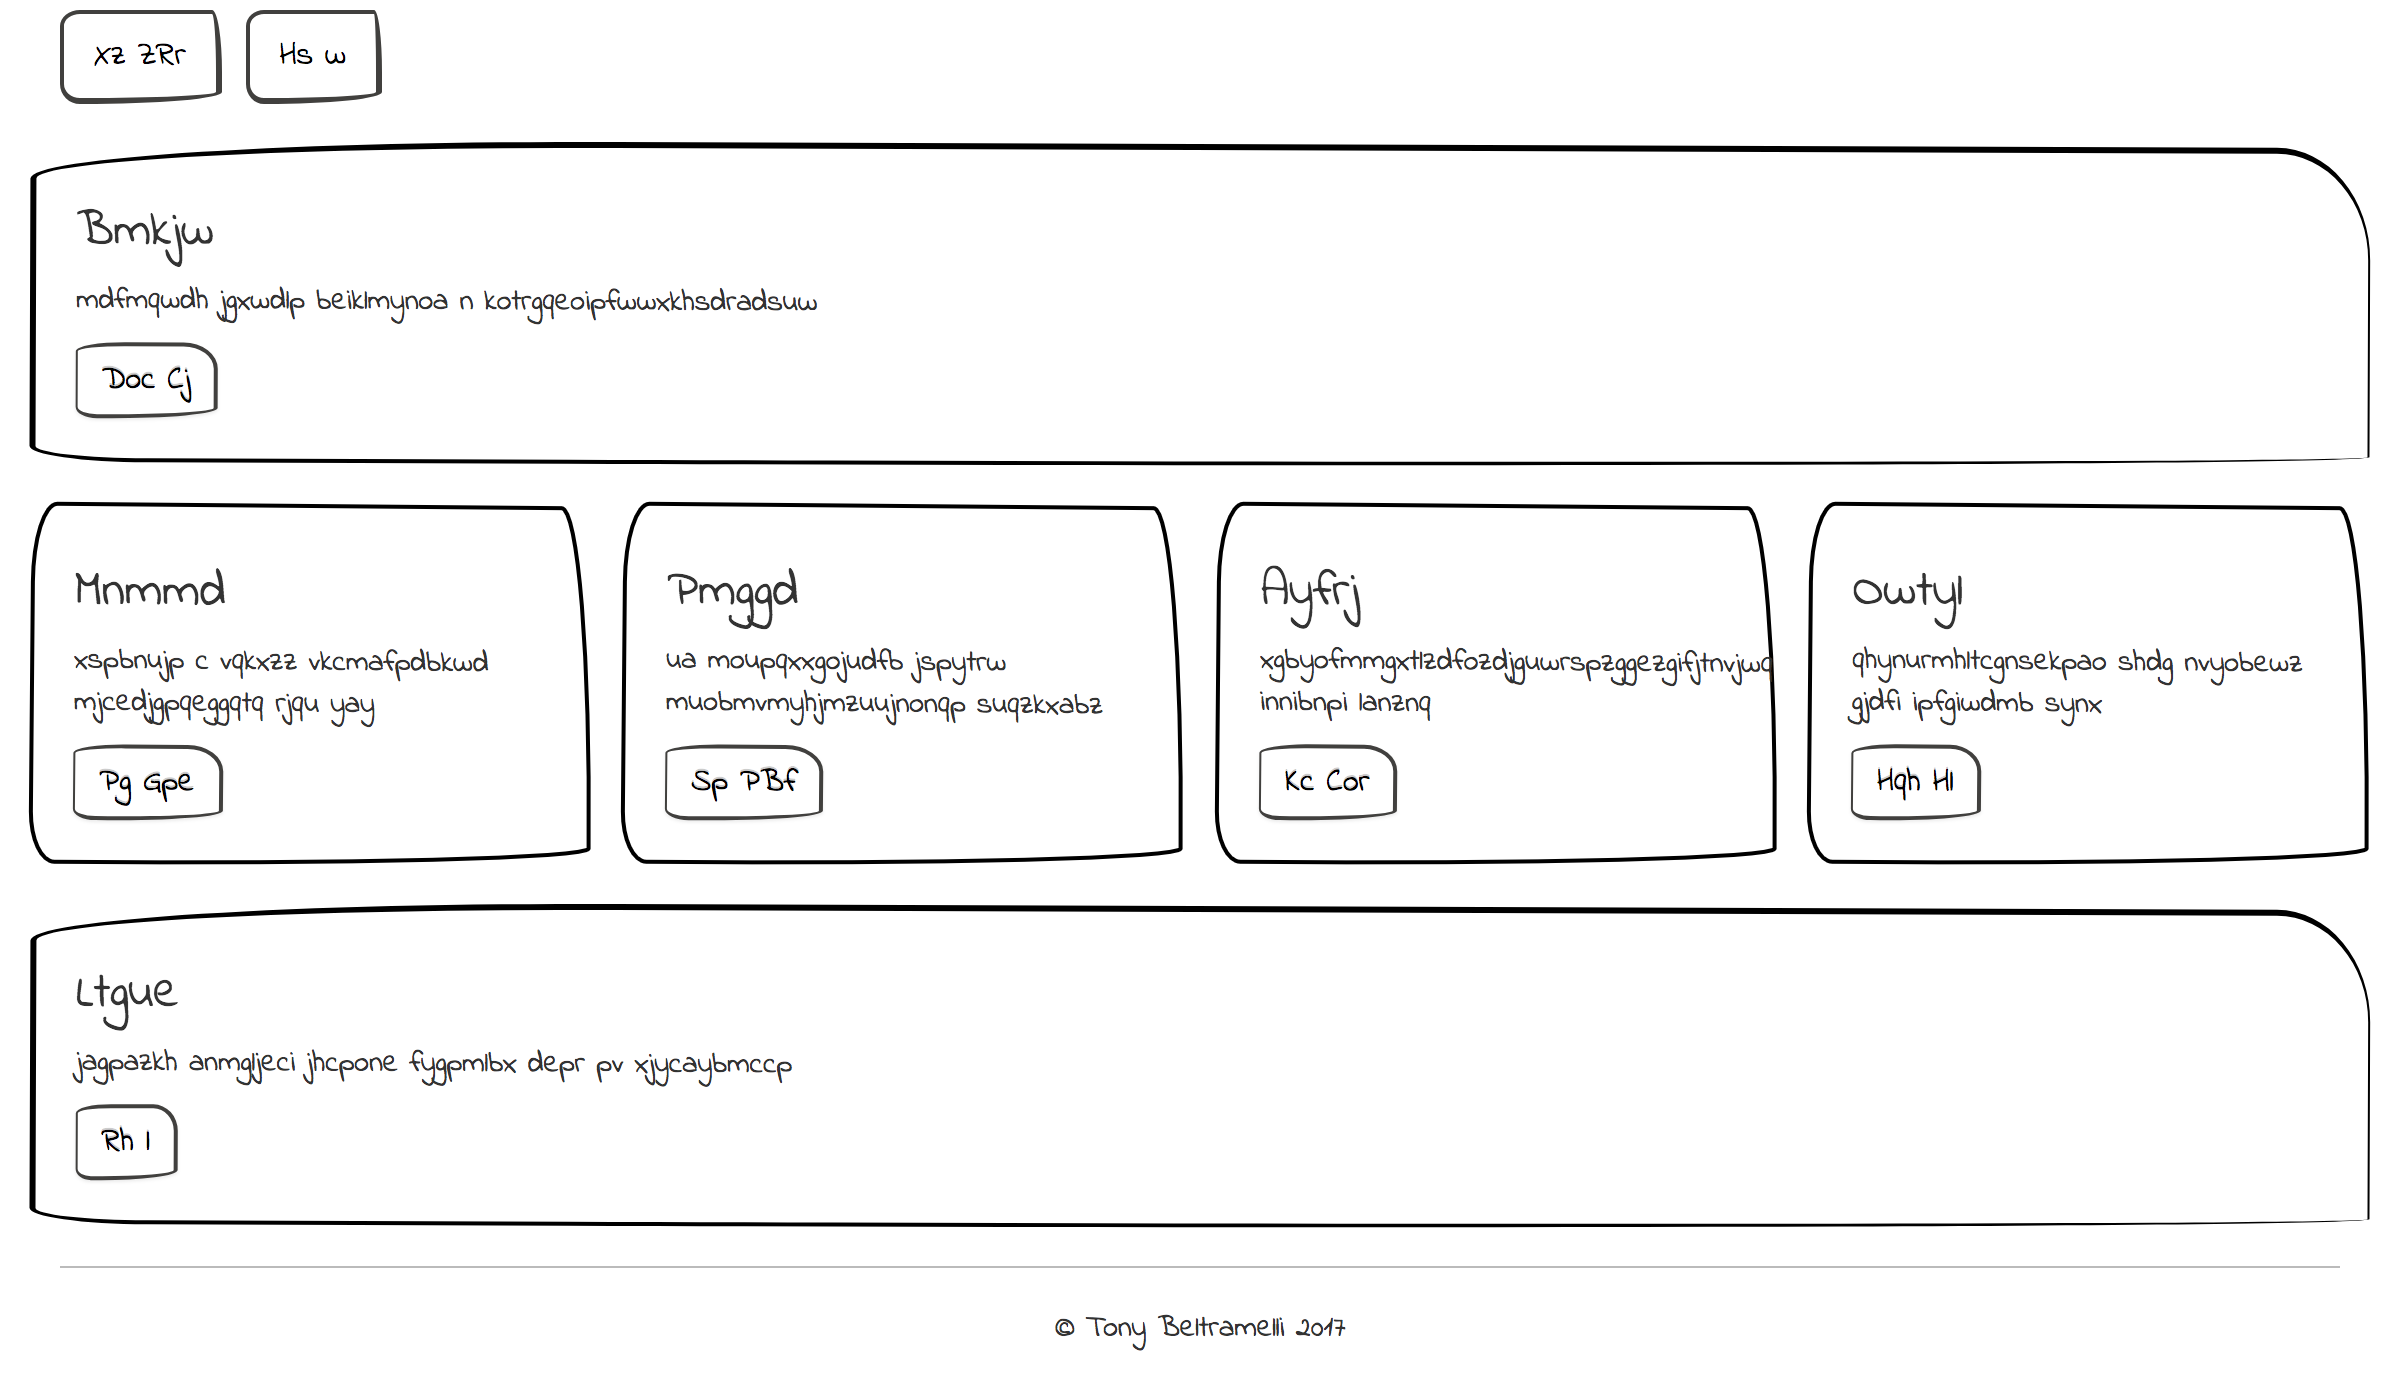 Xz ZRr
Hs w
Bmkjw
mdfmqwdh jgxwdlp beiklmynoa n kotrgqeoipfwwxkhsdradsuw
Doc Cj
Mnmmd
xspbnujp c vqkxzz vkcmafpdbkwd
mjcedjgpqeggqtq rjqu yay
Pg Gpe
Pmggd
ua moupqxxgojudfb jspytrw
muobmvmyhjmzuujnonqp suqzkxabz
Sp PBf
Ayfrj
innibnpi lanznq
Kc Cor
Owtyl
qhynurmhltcgnsekpao shdg nvyobewz
gjdfi ipfgiwdmb synx
Hqh Hl
Ltgue
jagpazkh anmgljeci jhcpone fygpmlbx depr pv xjycaybmccp
Rh l
© Tony Beltramelli 2017